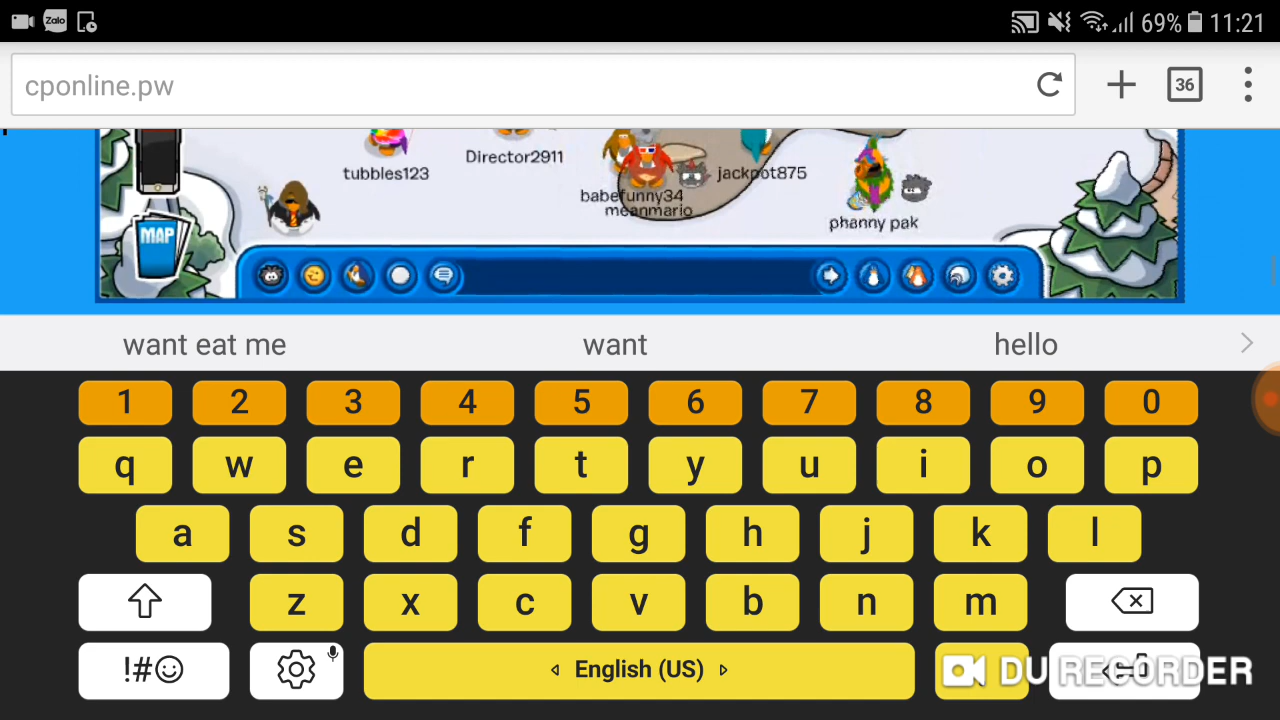 Zalo
69% 11:21
cponline.pw
36
tubbles123
Director2911
babefunny34
meanmario
jackpot875
phanny pak
MAP
want eat me want hello
1 2 3 4 5 6 7 8 9 0
q w e r t y u i o p
a s d f g h j k l
z x c v b n m
!#☺ English (US)
DU RECORDER